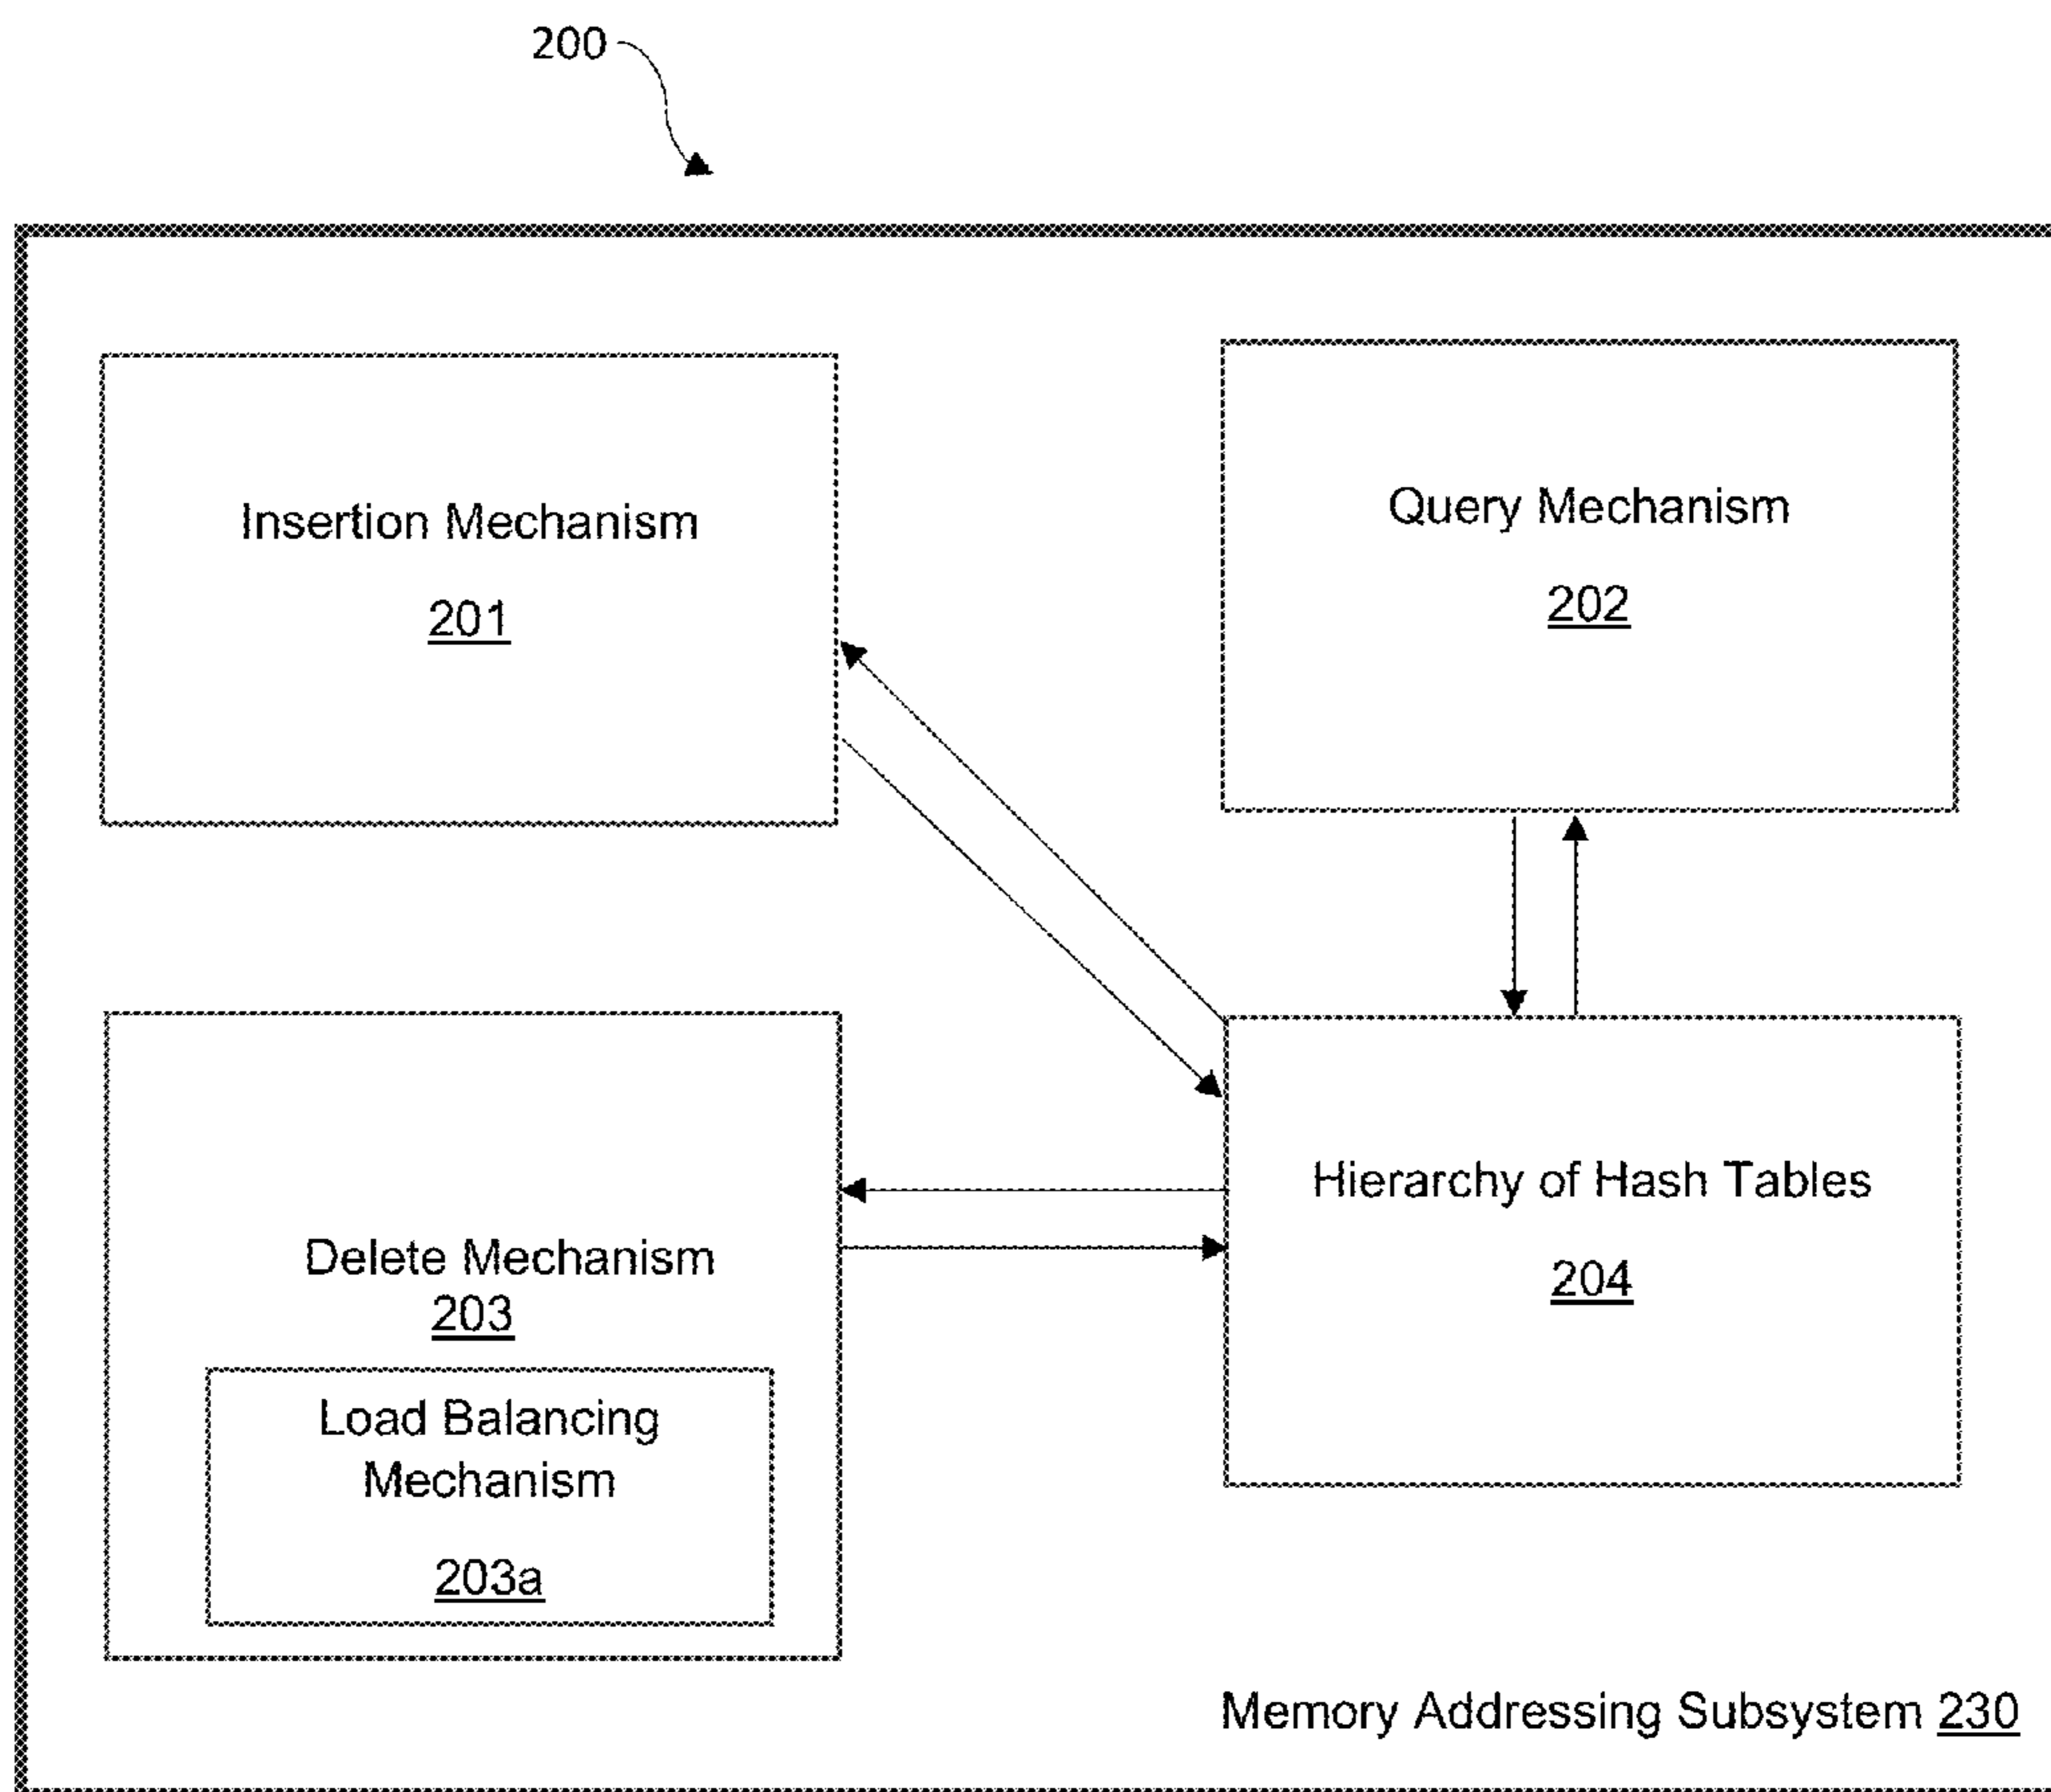 200
Insertion Mechanism
201
Query Mechanism
202
Delete Mechanism
203
Load Balancing
Mechanism
203a
Hierarchy of Hash Tables
204
Memory Addressing Subsystem 230